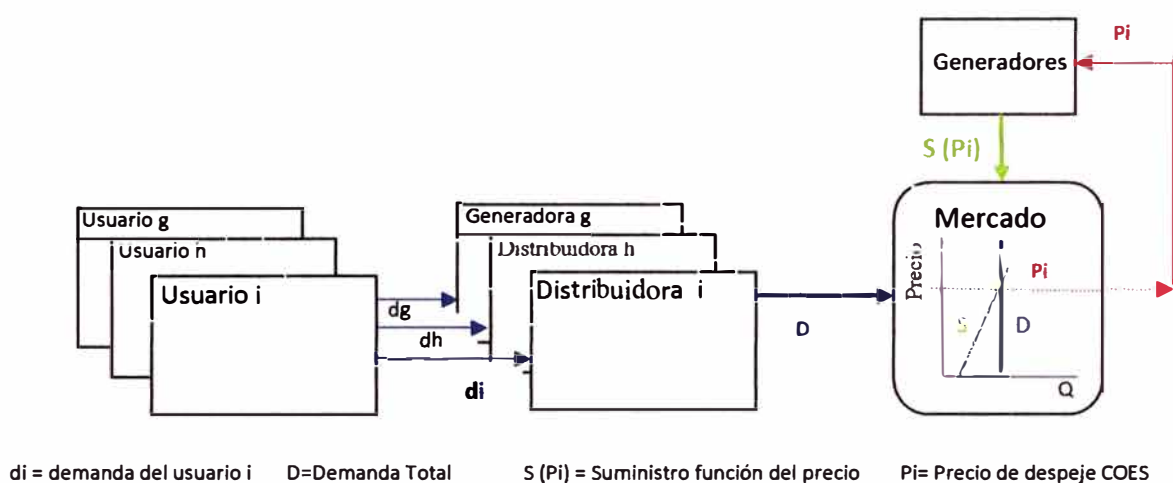 Pi
Generadores
S (Pi)
Usuario g
Usuario h
Usuario i
Generadora g
Distribuidora h
Distribuidora i
dg
dh
di
D
Mercado
Precio
Pi
S
D
Q
di = demanda del usuario i D=Demanda Total S (Pi) = Suministro función del precio Pi= Precio de despeje COES